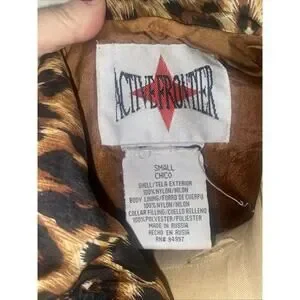 ACTIVE FRONTIER
SMALL
CHICO
SHELL/TELA EXTERIOR
100% NYLON/NILON
BODY LINING/FORRO DE CUERPO
100% NYLON/NILON
COLLAR FILLING/CUELLO RELLENO
100% POLYESTER/POLIESTER
MADE IN RUSSIA
HECHO EN RUSIA
RN# 94997